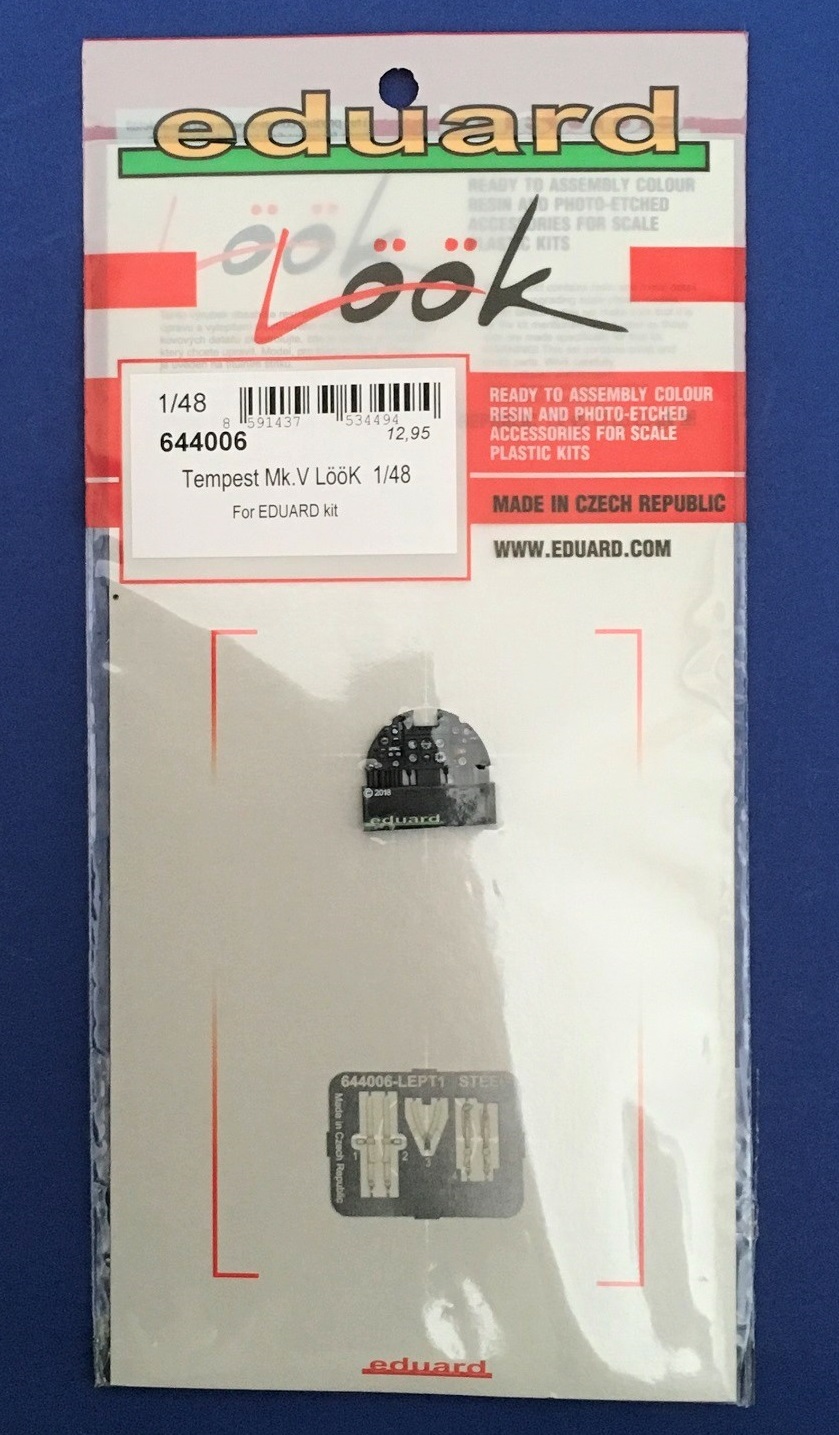 eduard
Löök
READY TO ASSEMBLY COLOUR
RESIN AND PHOTO-ETCHED
ACCESSORIES FOR SCALE
PLASTIC KITS
1/48
8 591437 534494
644006
12,95
Tempest Mk.V LööK 1/48
For EDUARD kit
READY TO ASSEMBLY COLOUR
RESIN AND PHOTO-ETCHED
ACCESSORIES FOR SCALE
PLASTIC KITS
MADE IN CZECH REPUBLIC
WWW.EDUARD.COM
© 2018
eduard
644006-LEPT1 STEEL
Made in Czech Republic
1 2 3 4
eduard